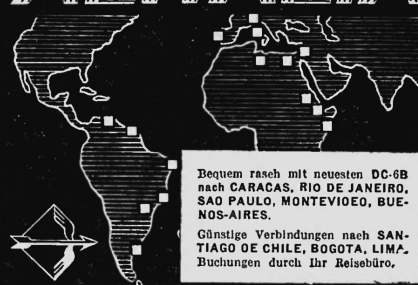 Bequem rasch mit neuesten DC-6B
nach CARACAS, RIO DE JANEIRO,
SAO PAULO, MONTEVIOEO, BUE-
NOS-AIRES.
Günstige Verbindungen nach SAN-
TIAGO OE CHILE, BOGOTA, LIMA.
Buchungen durch Ihr Reisebüro.